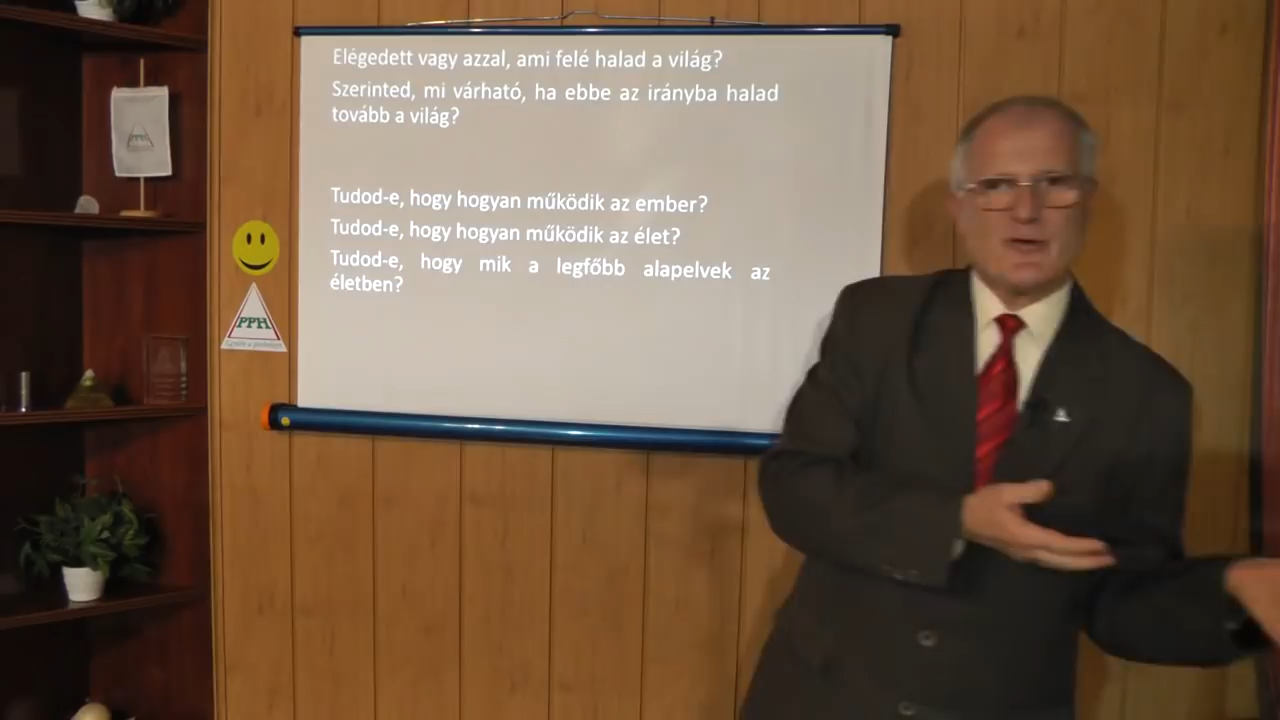 Elégedett vagy azzal, ami felé halad a világ?
Szerinted, mi várható, ha ebbe az irányba halad
tovább a világ?
Tudod-e, hogy hogyan működik az ember?
Tudod-e, hogy hogyan működik az élet?
Tudod-e, hogy mik a legfőbb alapelvek az
életben?
PPH
PPH